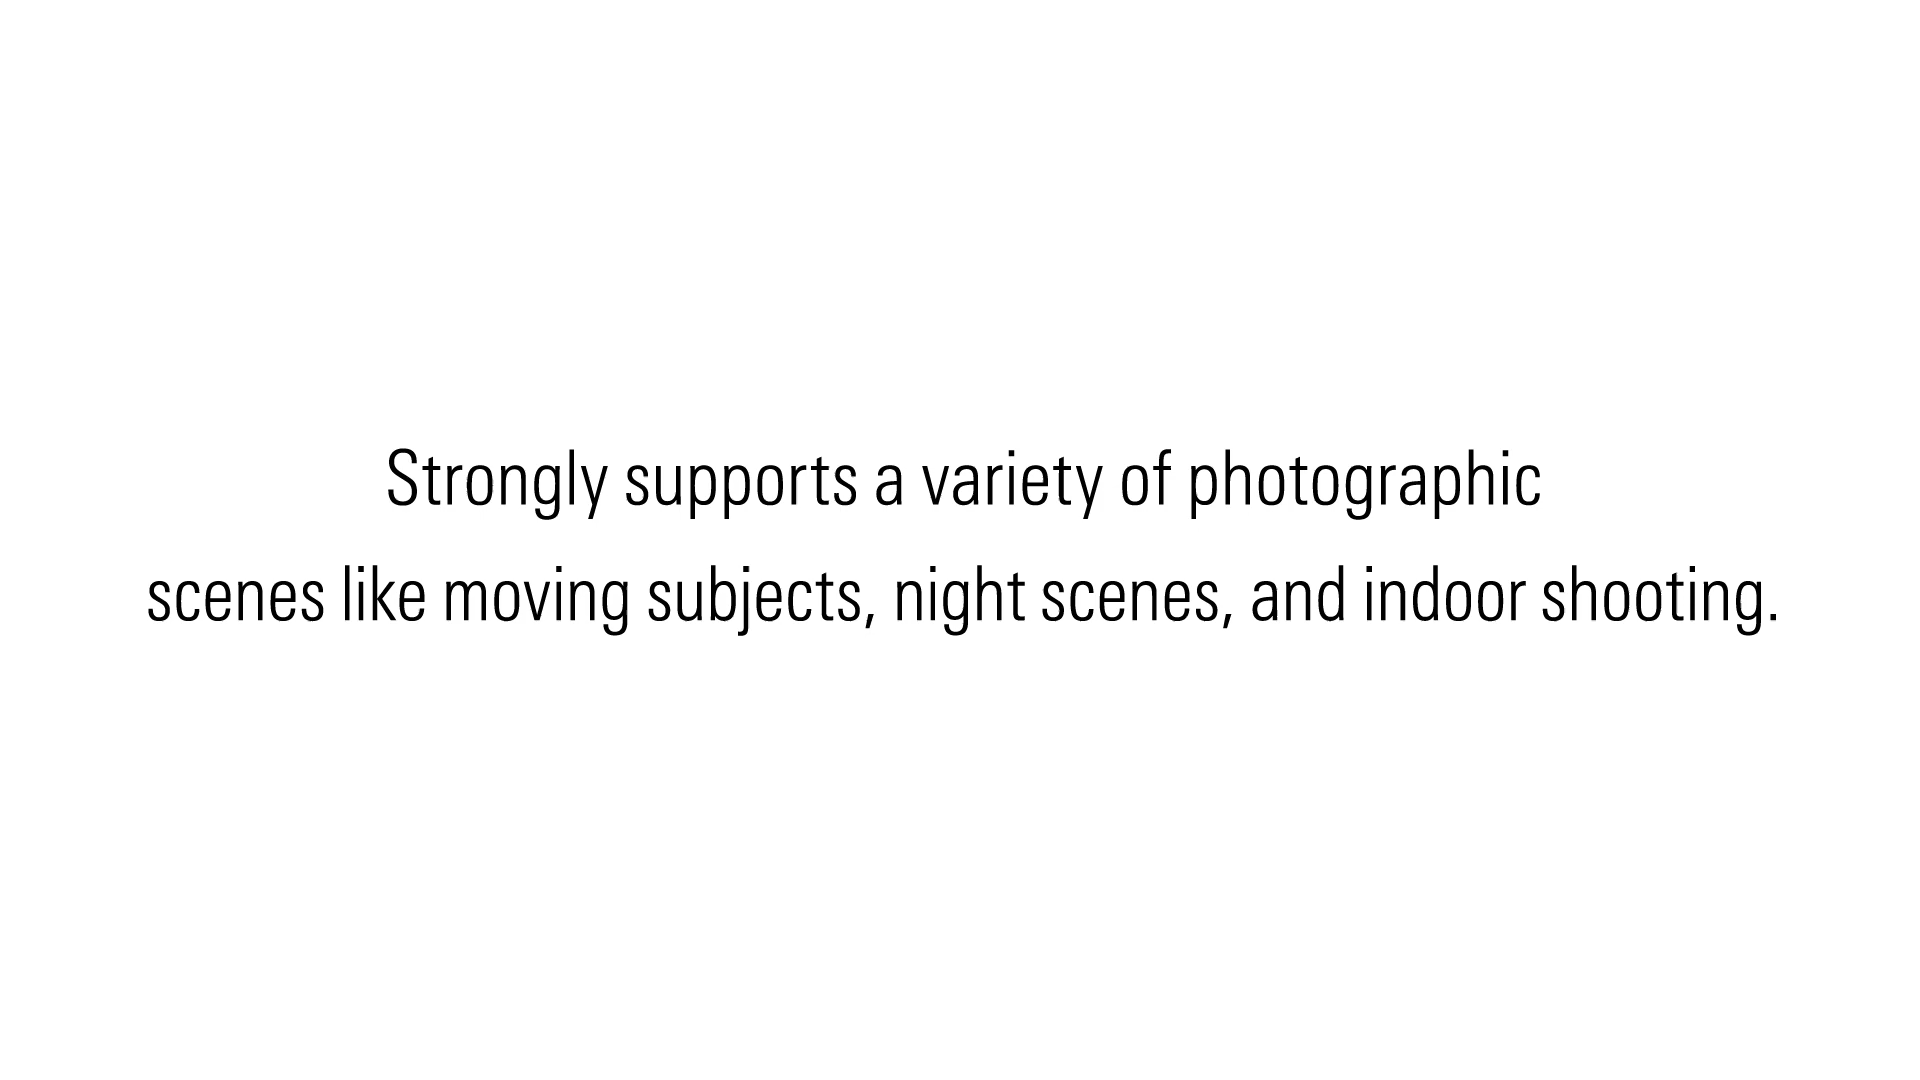 Strongly supports a variety of photographic
scenes like moving subjects, night scenes, and indoor shooting.